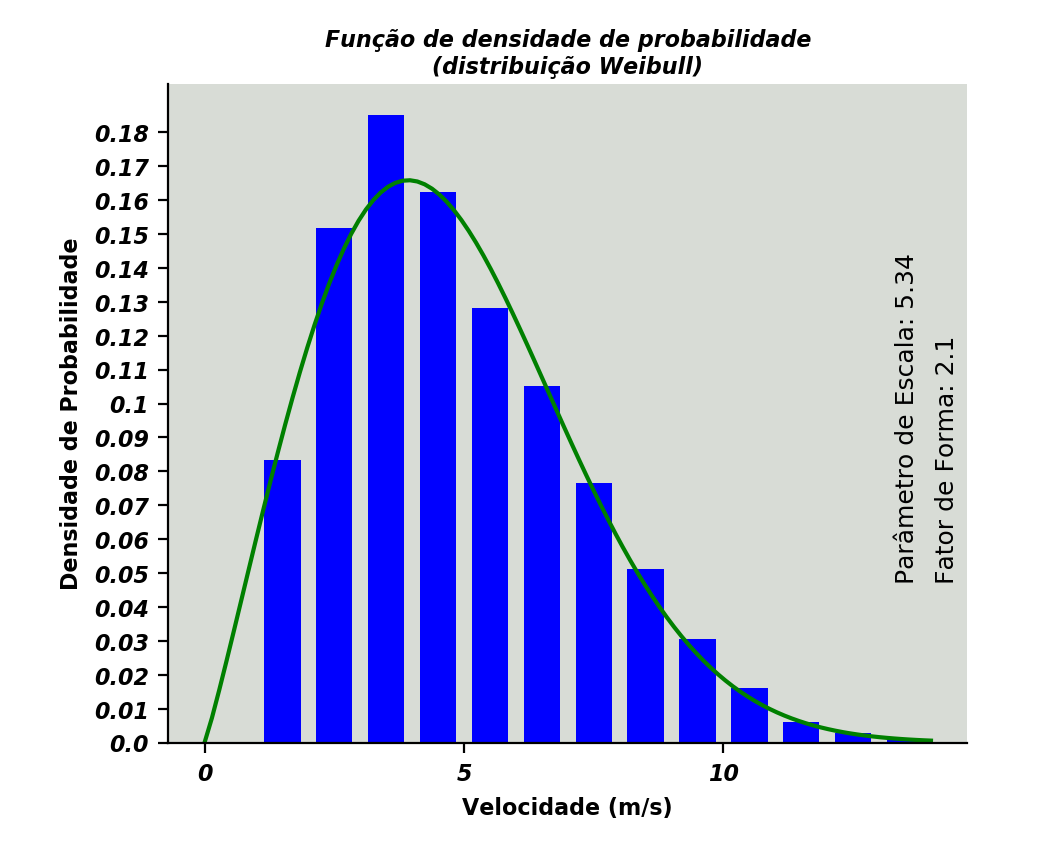 Função de densidade de probabilidade
(distribuição Weibull)
Densidade de Probabilidade
0.18
0.17
0.16
0.15
0.14
0.13
0.12
0.11
0.1
0.09
0.08
0.07
0.06
0.05
0.04
0.03
0.02
0.01
0.0
Parâmetro de Escala: 5.34
Fator de Forma: 2.1
0 5 10
Velocidade (m/s)